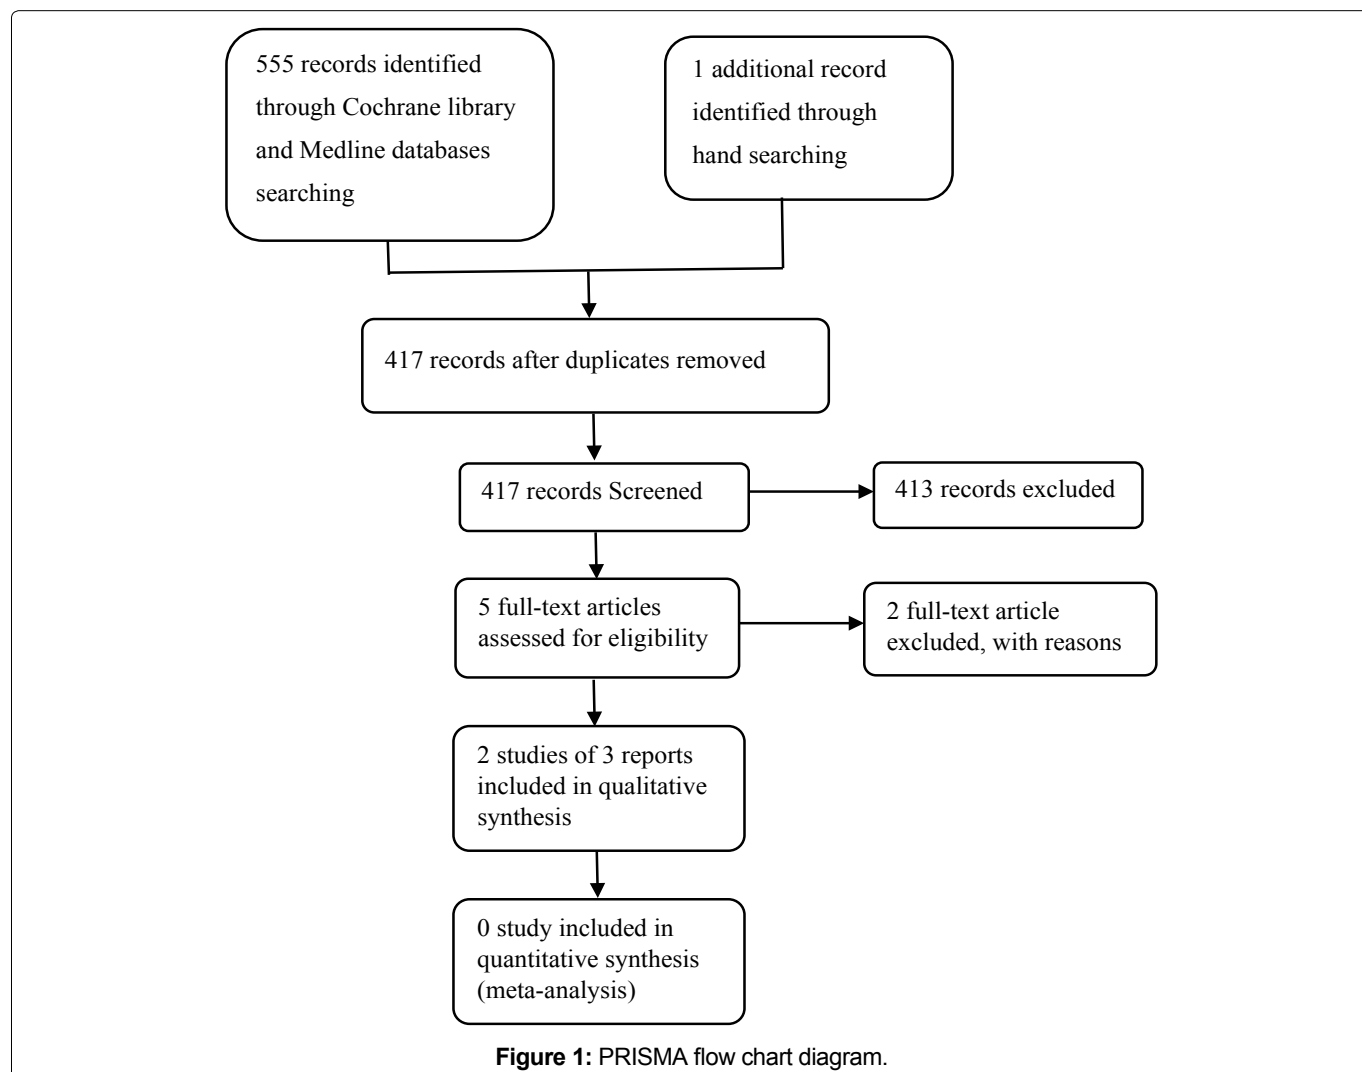 555 records identified
through Cochrane library
and Medline databases
searching
1 additional record
identified through
hand searching
417 records after duplicates removed
417 records Screened
413 records excluded
5 full-text articles
assessed for eligibility
2 full-text article
excluded, with reasons
2 studies of 3 reports
included in qualitative
synthesis
0 study included in
quantitative synthesis
(meta-analysis)
Figure 1: PRISMA flow chart diagram.